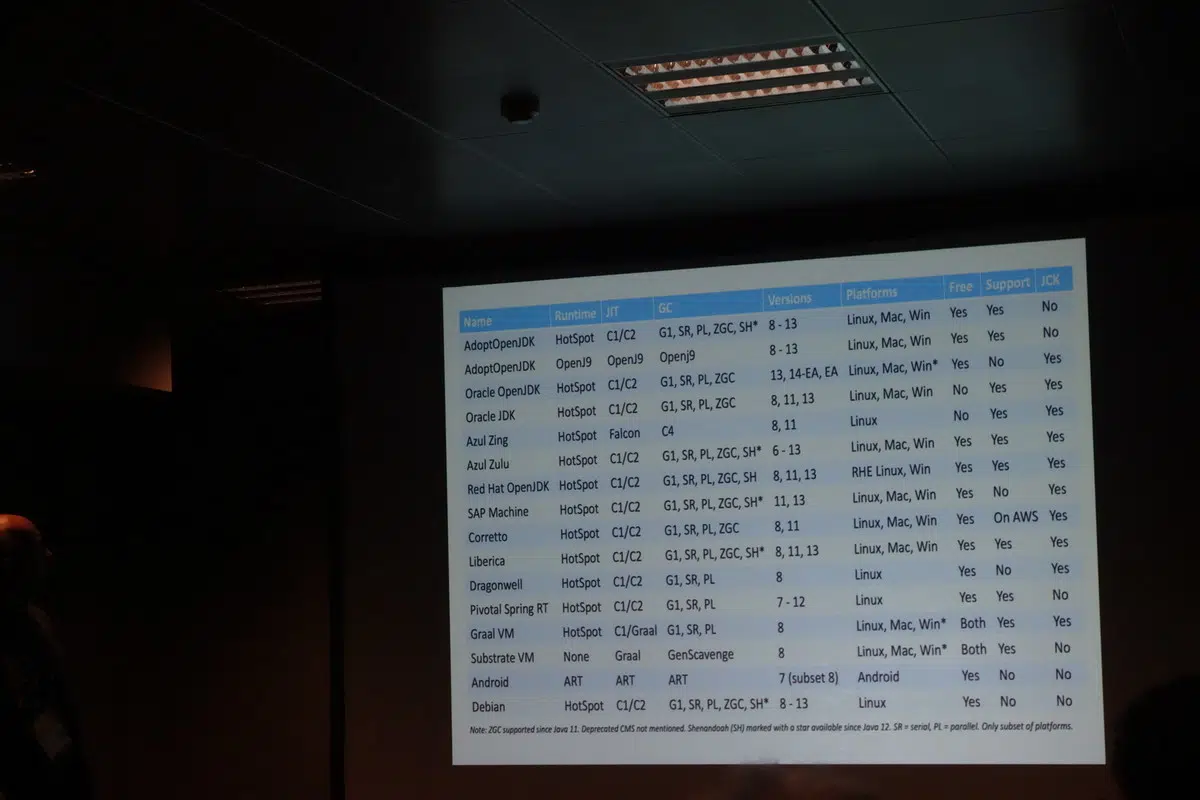 Name Runtime JIT GC Versions Platforms Free Support JCK
AdoptOpenJDK HotSpot C1/C2 G1, SR, PL, ZGC, SH* 8 - 13 Linux, Mac, Win Yes Yes No
AdoptOpenJDK OpenJ9 OpenJ9 Openj9 8 - 13 Linux, Mac, Win Yes Yes No
Oracle OpenJDK HotSpot C1/C2 G1, SR, PL, ZGC 13, 14-EA, EA Linux, Mac, Win* Yes No Yes
Oracle JDK HotSpot C1/C2 G1, SR, PL, ZGC 8, 11, 13 Linux, Mac, Win No Yes Yes
Azul Zing HotSpot Falcon C4 8, 11 Linux No Yes Yes
Azul Zulu HotSpot C1/C2 G1, SR, PL, ZGC, SH* 6 - 13 Linux, Mac, Win Yes Yes Yes
Red Hat OpenJDK HotSpot C1/C2 G1, SR, PL, ZGC, SH 8, 11, 13 RHE Linux, Win Yes Yes Yes
SAP Machine HotSpot C1/C2 G1, SR, PL, ZGC, SH* 11, 13 Linux, Mac, Win Yes No Yes
Corretto HotSpot C1/C2 G1, SR, PL, ZGC 8, 11 Linux, Mac, Win Yes On AWS Yes
Liberica HotSpot C1/C2 G1, SR, PL, ZGC, SH* 8, 11, 13 Linux, Mac, Win Yes Yes Yes
Dragonwell HotSpot C1/C2 G1, SR, PL 8 Linux Yes No Yes
Pivotal Spring RT HotSpot C1/C2 G1, SR, PL 7 - 12 Linux Yes Yes No
Graal VM HotSpot C1/Graal G1, SR, PL 8 Linux, Mac, Win* Both Yes Yes
Substrate VM None Graal GenScavenge 8 Linux, Mac, Win* Both Yes No
Android ART ART ART 7 (subset 8) Android Yes No No
Debian HotSpot C1/C2 G1, SR, PL, ZGC, SH* 8 - 13 Linux Yes No No
Note: ZGC supported since Java 11. Deprecated CMS not mentioned. Shenandoah (SH) marked with a star available since Java 12. SR = serial, PL = parallel. Only subset of platforms.